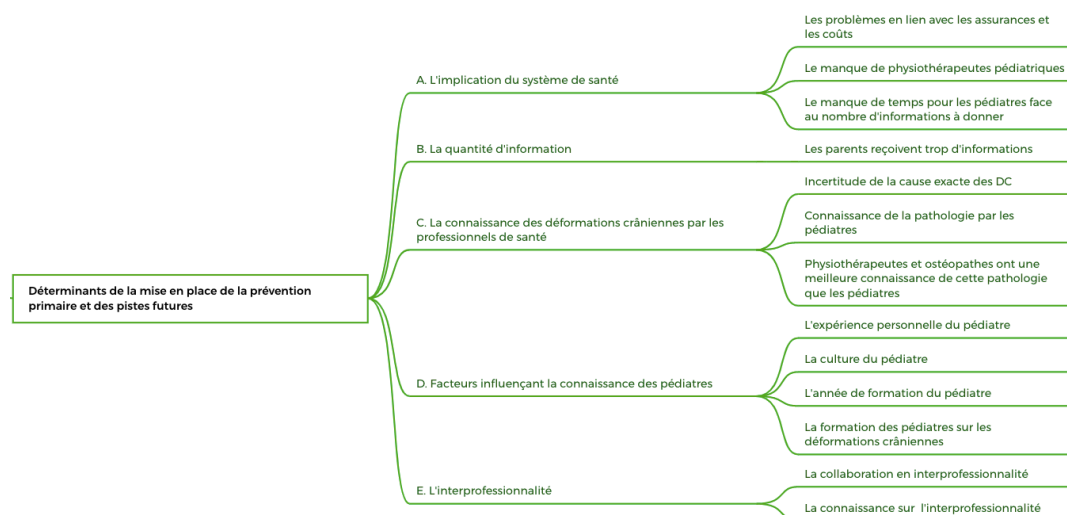 Déterminants de la mise en place de la prévention
primaire et des pistes futures
A. L'implication du système de santé
Les problèmes en lien avec les assurances et
les coûts
Le manque de physiothérapeutes pédiatriques
Le manque de temps pour les pédiatres face
au nombre d'informations à donner
B. La quantité d'information
Les parents reçoivent trop d'informations
C. La connaissance des déformations crâniennes par les
professionnels de santé
Incertitude de la cause exacte des DC
Connaissance de la pathologie par les
pédiatres
Physiothérapeutes et ostéopathes ont une
meilleure connaissance de cette pathologie
que les pédiatres
D. Facteurs influençant la connaissance des pédiatres
L'expérience personnelle du pédiatre
La culture du pédiatre
L'année de formation du pédiatre
La formation des pédiatres sur les
déformations crâniennes
E. L'interprofessionnalité
La collaboration en interprofessionnalité
La connaissance sur l'interprofessionnalité